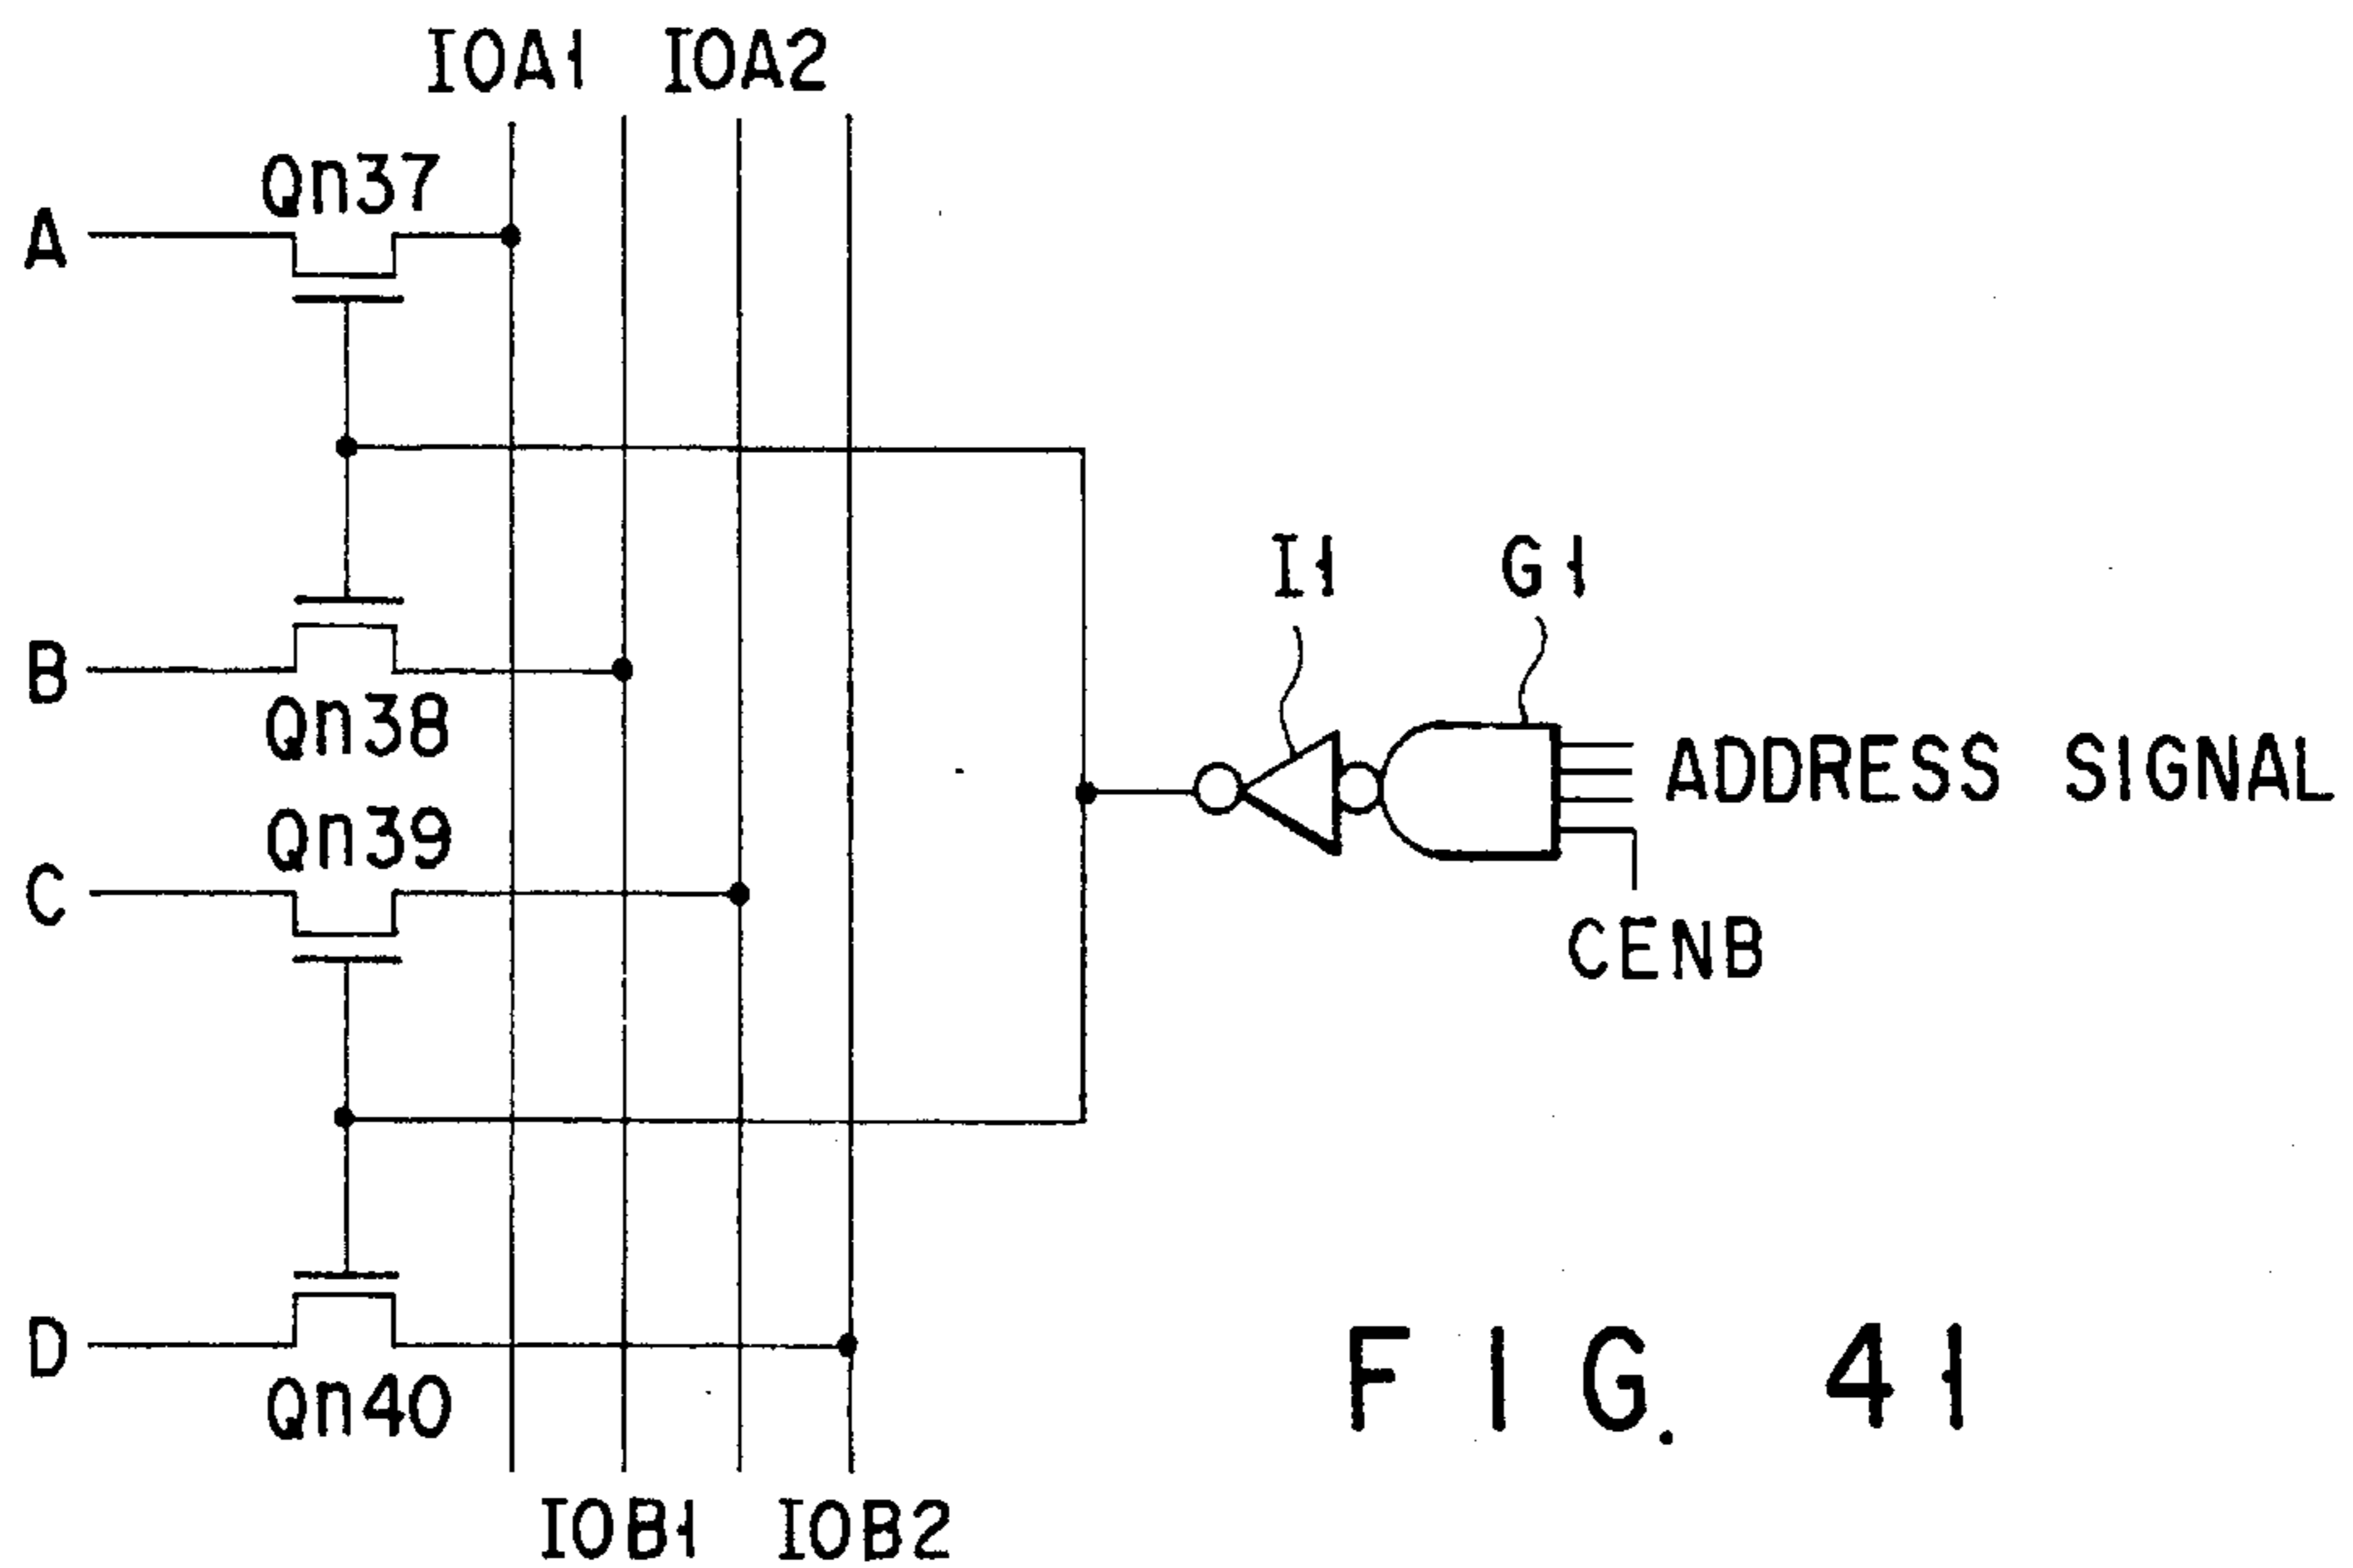 IOA1 IOA2
Qn37
A
I1 G1
B
Qn38
ADDRESS SIGNAL
Qn39
C
CENB
D
Qn40
FIG. 41
IOB1 IOB2